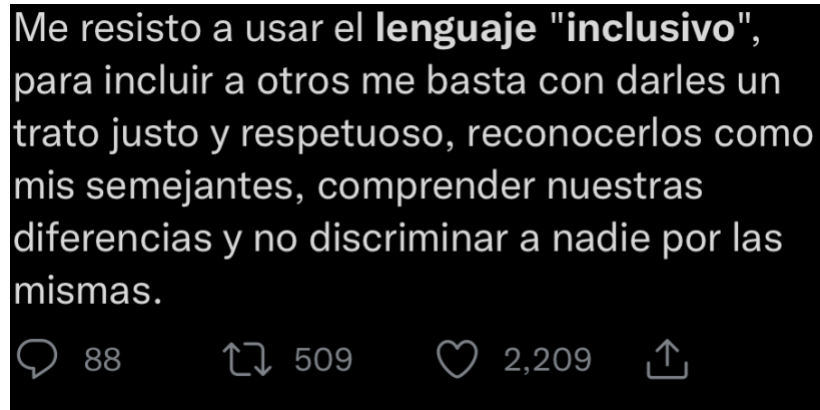 Me resisto a usar el lenguaje "inclusivo",
para incluir a otros me basta con darles un
trato justo y respetuoso, reconocerlos como
mis semejantes, comprender nuestras
diferencias y no discriminar a nadie por las
mismas.
88 509 2,209